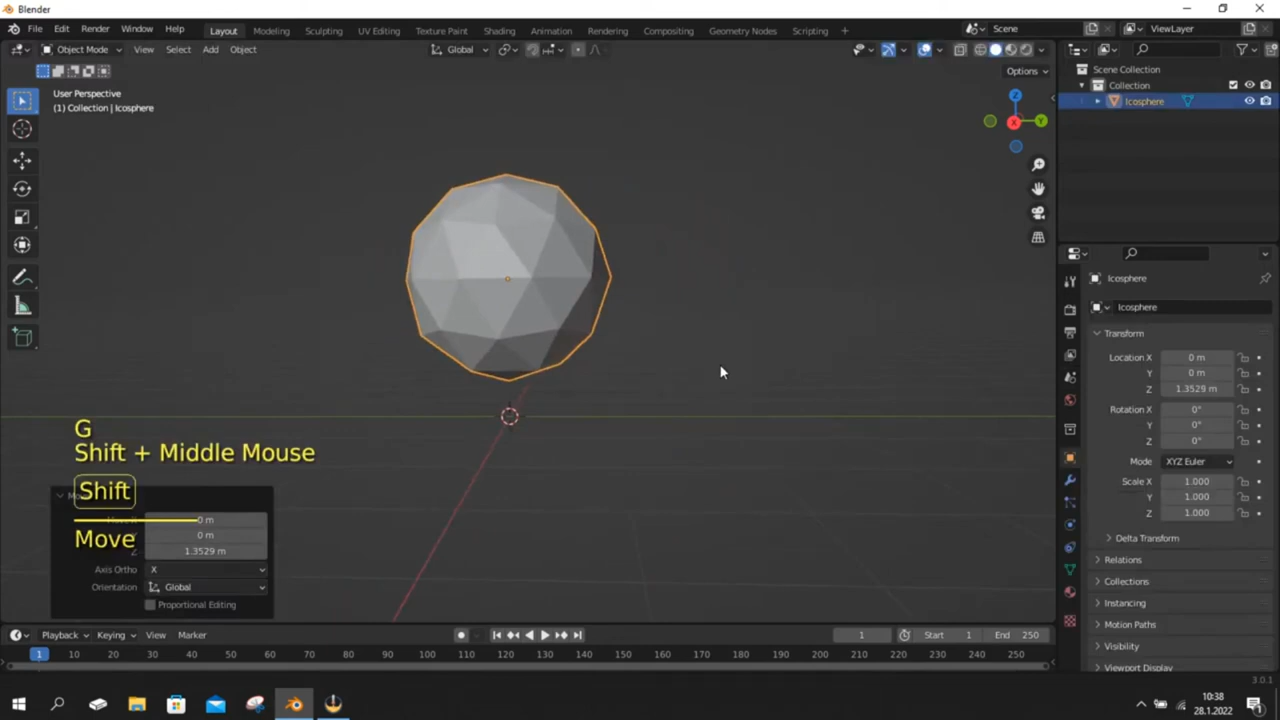 Blender
File Edit Render Window Help Layout Modeling Sculpting UV Editing Texture Paint Shading Animation Rendering Compositing Geometry Nodes Scripting + Scene ViewLayer
Object Mode View Select Add Object Global
Options
User Perspective
(1) Collection | Icosphere
Z
Y
X
Scene Collection
Collection
Icosphere
Icosphere
Icosphere
Transform
Location X 0 m
Y 0 m
Z 1.3529 m
Rotation X 0°
Y 0°
Z 0°
Mode XYZ Euler
Scale X 1.000
Y 1.000
Z 1.000
Delta Transform
Relations
Collections
Instancing
Motion Paths
Visibility
Viewport Display
G
Shift + Middle Mouse
Shift
Move
0 m
0 m
Z 1.3529 m
Axis Ortho X
Orientation Global
Proportional Editing
Playback Keying View Marker 1 Start 1 End 250
1 10 20 30 40 50 60 70 80 90 100 110 120 130 140 150 160 170 180 190 200 210 220 230 240 250
3.0.1
10:38
28.1.2022